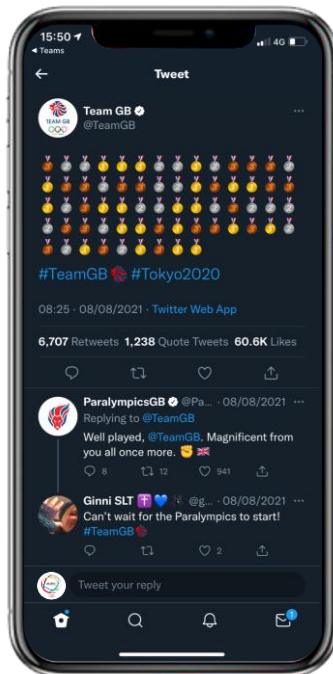 15:50
4G
Teams
Tweet
TEAM GB
Team GB
@TeamGB
#TeamGB #Tokyo2020
08:25 · 08/08/2021 · Twitter Web App
6,707 Retweets 1,238 Quote Tweets 60.6K Likes
ParalympicsGB @Pa... · 08/08/2021
Replying to @TeamGB
Well played, @TeamGB. Magnificent from
you all once more. ✊ 🇬🇧
8 12 941
Ginni SLT ✝️ 💙 @g... · 08/08/2021
Can't wait for the Paralympics to start!
#TeamGB
2
Tweet your reply
1